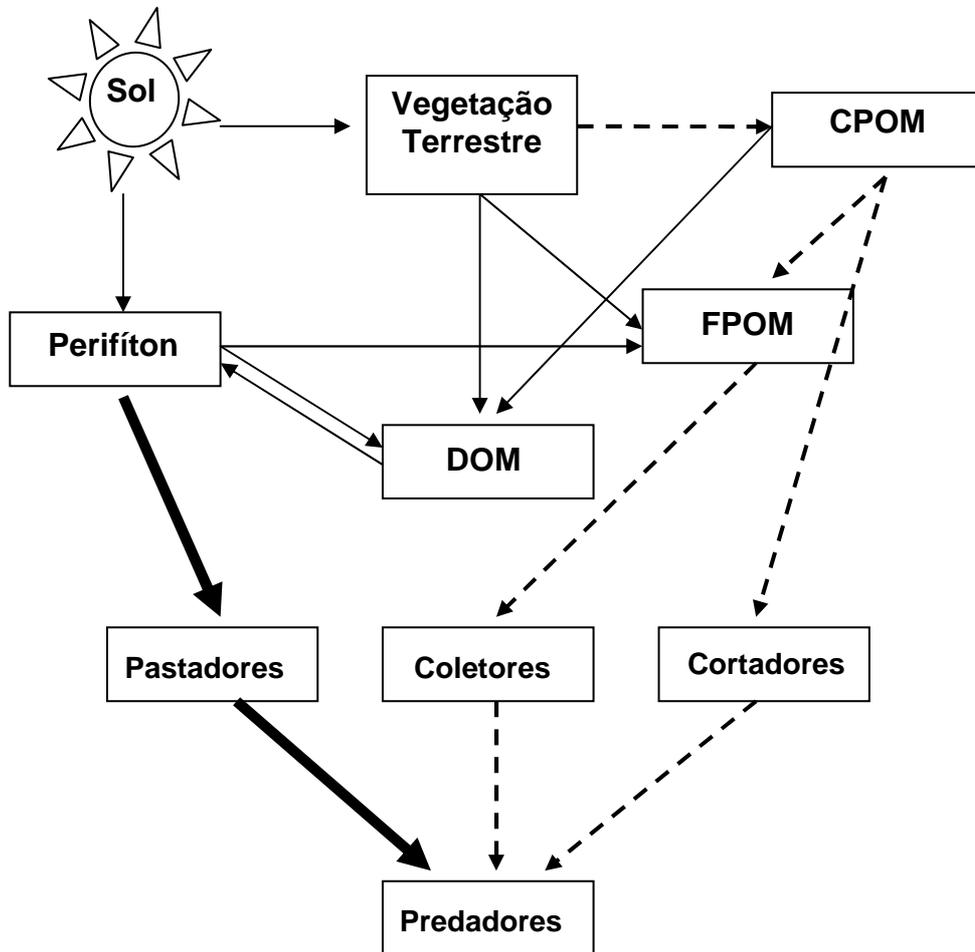 Sol
Vegetação
Terrestre
CPOM
Perifíton
FPOM
DOM
Pastadores
Coletores
Cortadores
Predadores